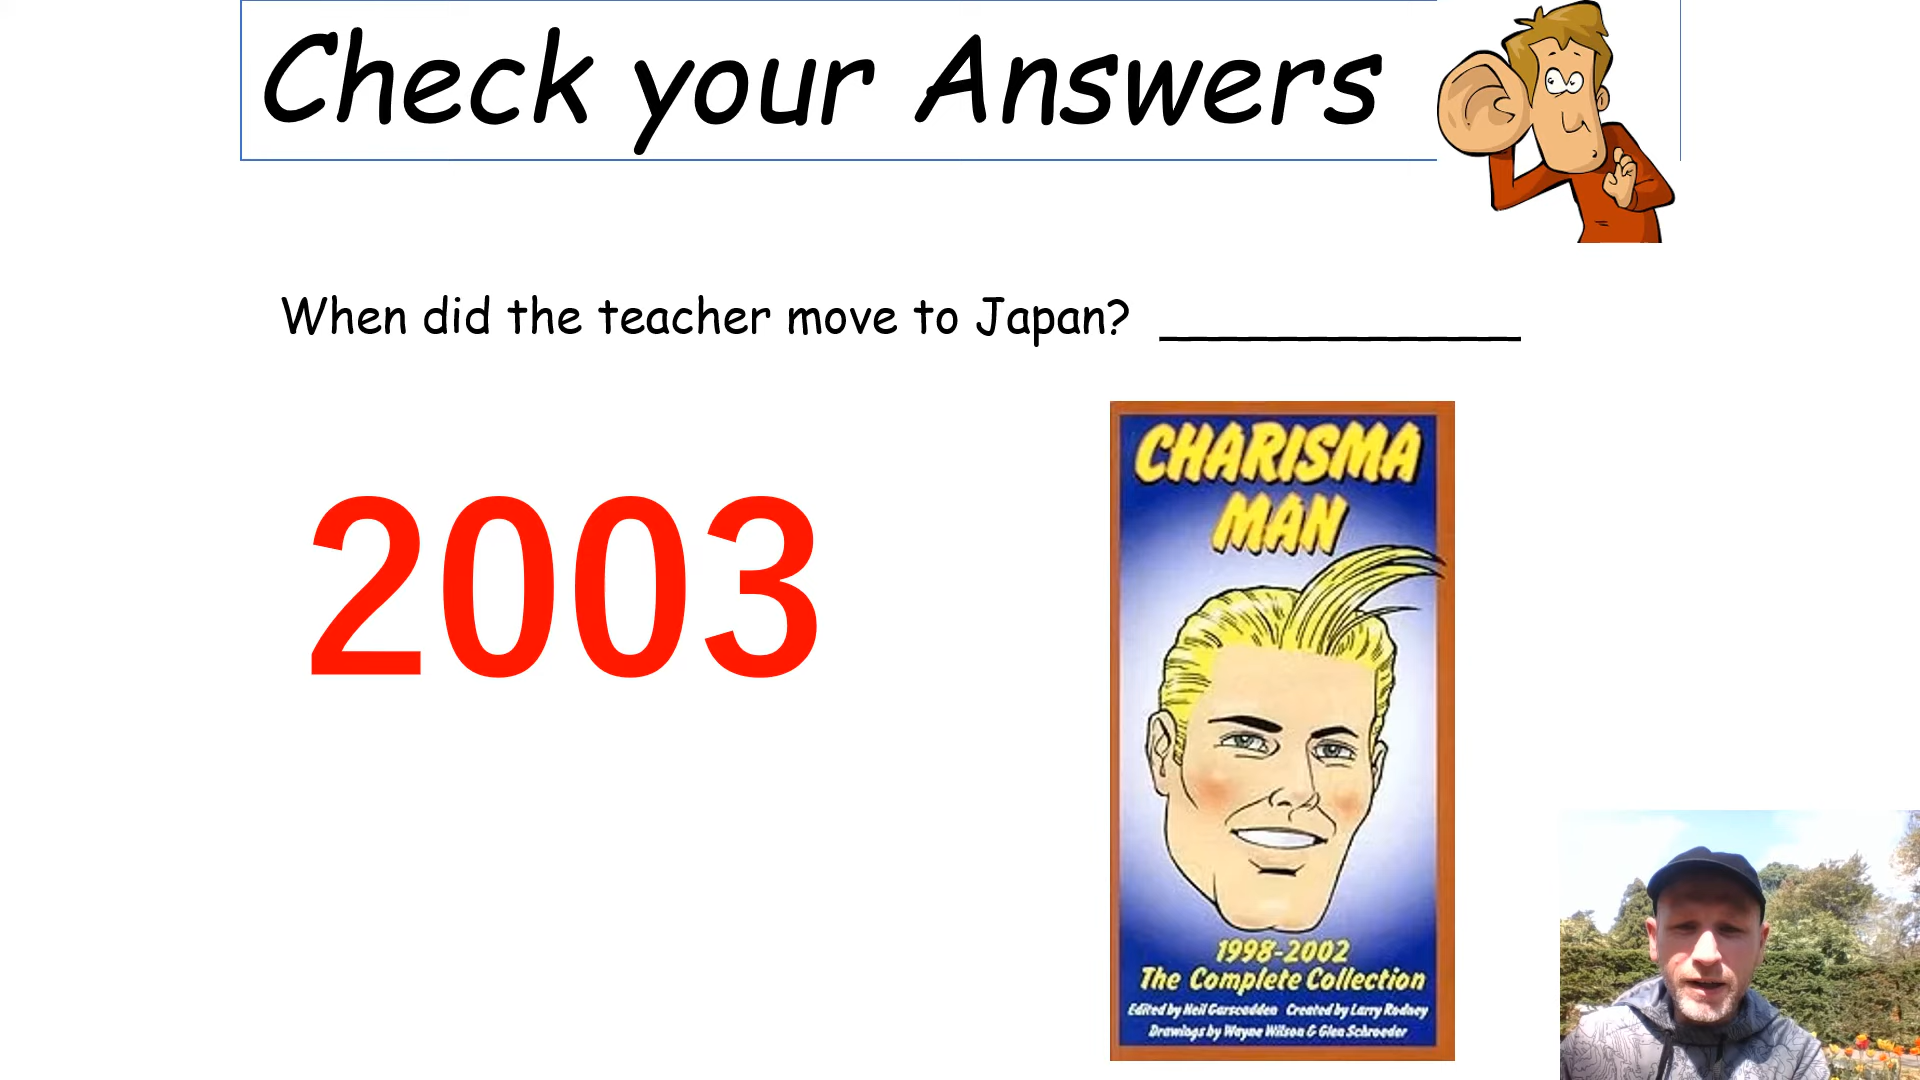 Check your Answers
When did the teacher move to Japan? ____________
2003
CHARISMA
MAN
1998-2002
The Complete Collection
Edited by Neil Garscadden Created by Larry Rodney
Drawings by Wayne Wilson & Glen Schroeder